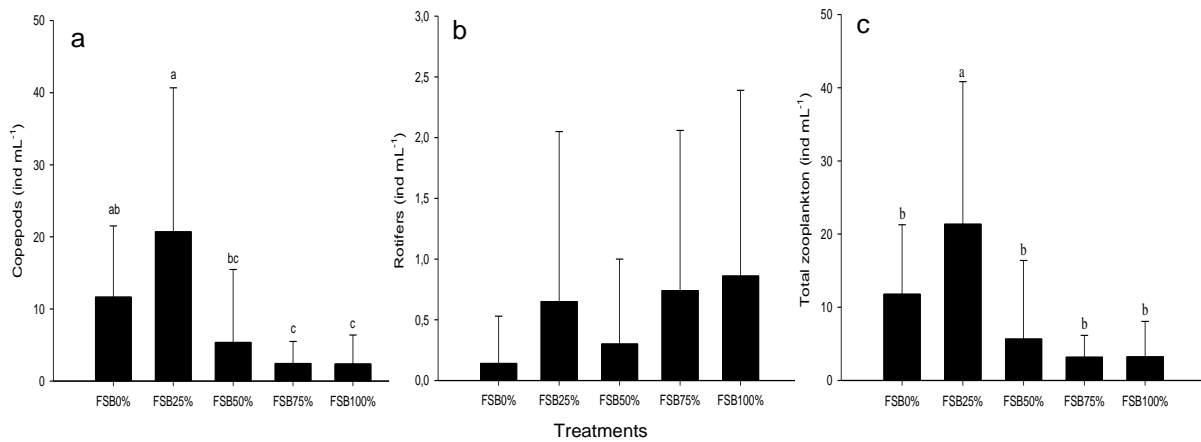 a
Copepods (ind mL⁻¹)
50
40
30
20
10
0
ab
a
bc
c
c
FSB0% FSB25% FSB50% FSB75% FSB100%
b
Rotifers (ind mL⁻¹)
3,0
2,5
2,0
1,5
1,0
0,5
0,0
FSB0% FSB25% FSB50% FSB75% FSB100%
Treatments
c
Total zooplankton (ind mL⁻¹)
50
40
30
20
10
0
b
a
b
b
b
FSB0% FSB25% FSB50% FSB75% FSB100%